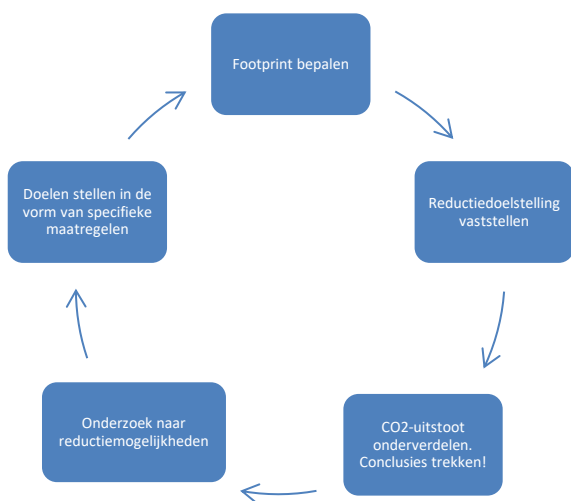 Footprint bepalen
Reductiedoelstelling
vaststellen
CO2-uitstoot
onderverdelen.
Conclusies trekken!
Onderzoek naar
reductiemogelijkheden
Doelen stellen in de
vorm van specifieke
maatregelen